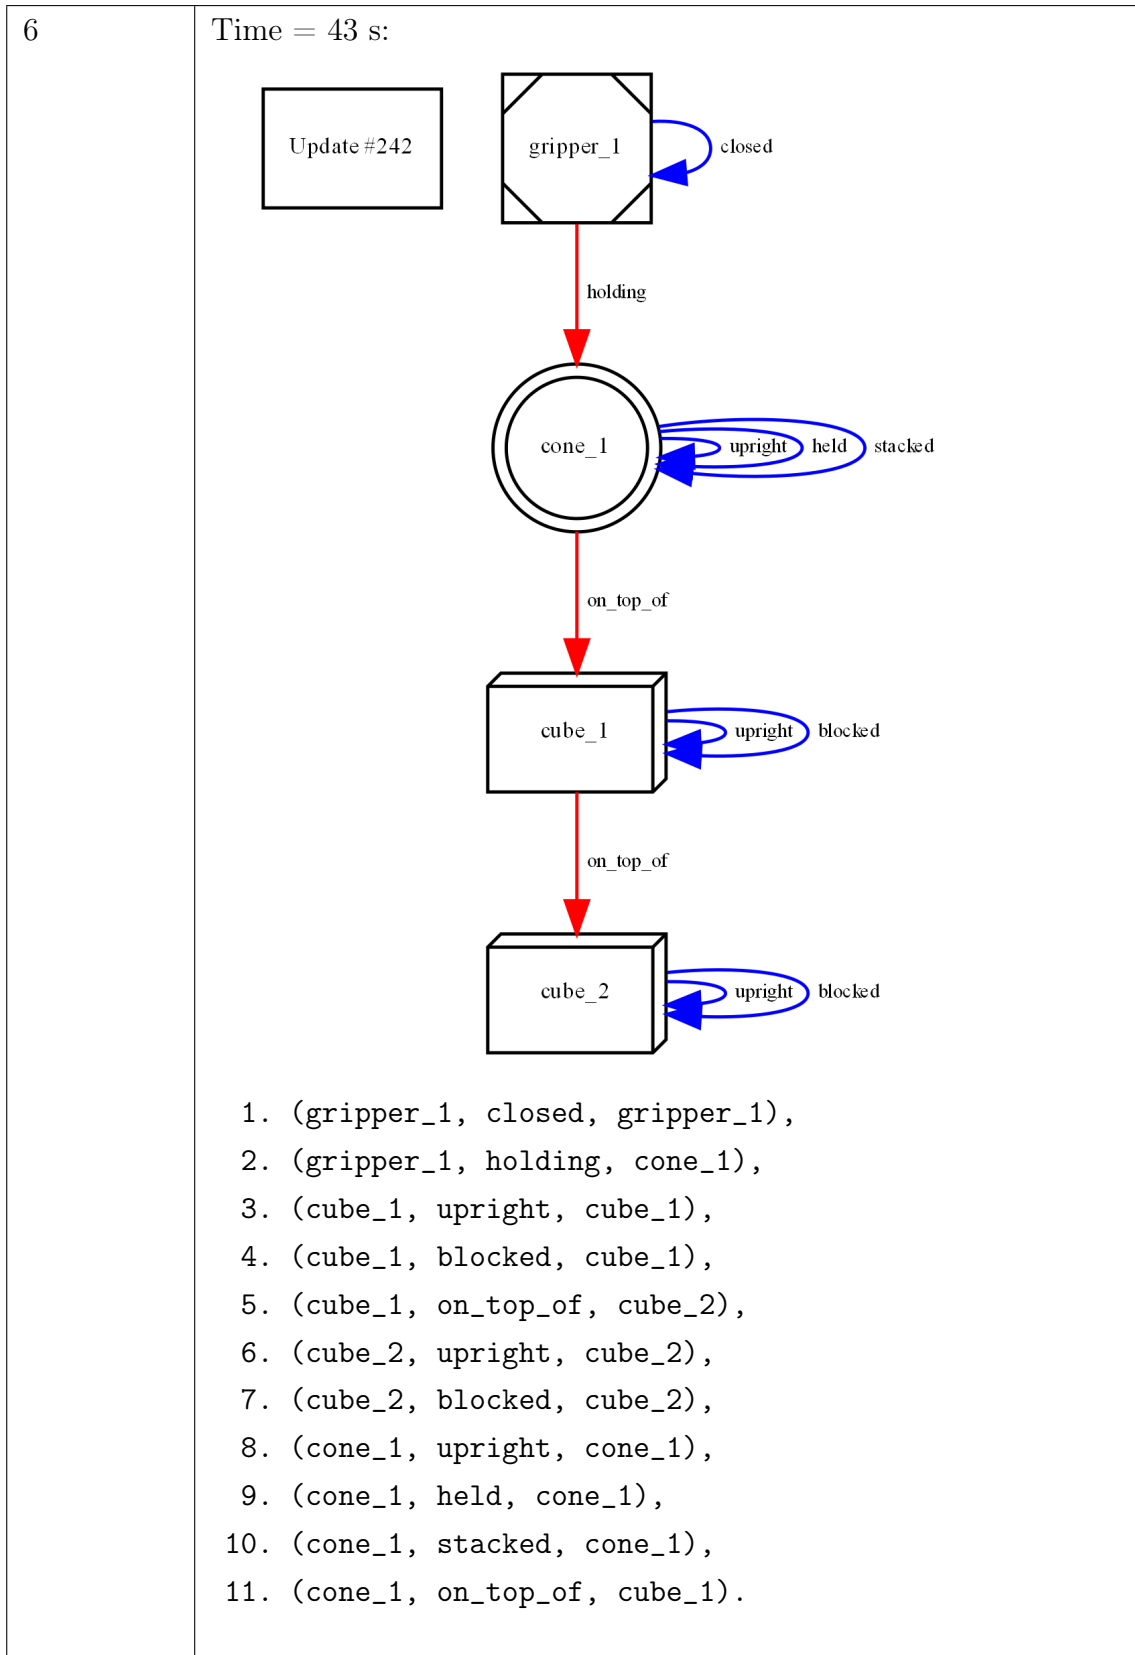 6
Time = 43 s:
Update #242
gripper_1
closed
holding
cone_1
upright
held
stacked
on_top_of
cube_1
upright
blocked
on_top_of
cube_2
upright
blocked
1. (gripper_1, closed, gripper_1),
2. (gripper_1, holding, cone_1),
3. (cube_1, upright, cube_1),
4. (cube_1, blocked, cube_1),
5. (cube_1, on_top_of, cube_2),
6. (cube_2, upright, cube_2),
7. (cube_2, blocked, cube_2),
8. (cone_1, upright, cone_1),
9. (cone_1, held, cone_1),
10. (cone_1, stacked, cone_1),
11. (cone_1, on_top_of, cube_1).